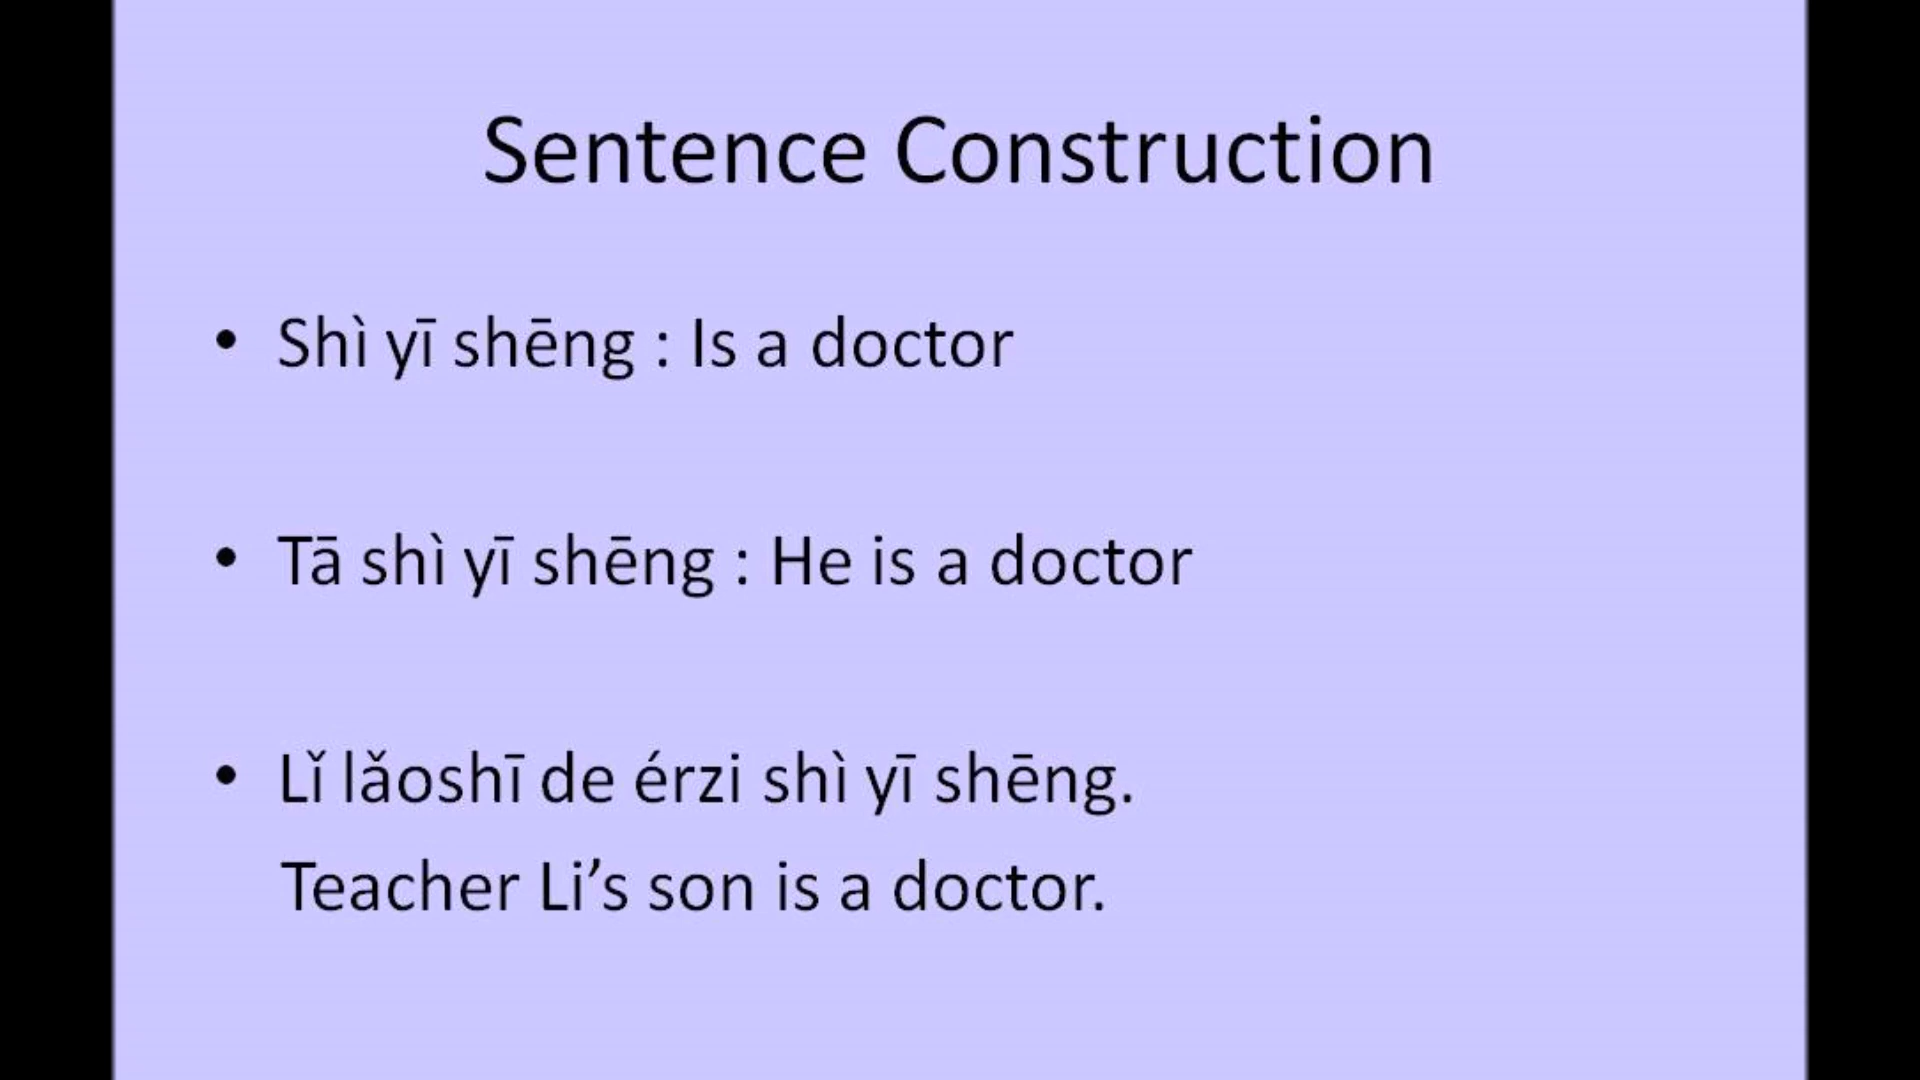 Sentence Construction
• Shì yī shēng : Is a doctor
• Tā shì yī shēng : He is a doctor
• Lǐ lǎoshī de érzi shì yī shēng.
Teacher Li’s son is a doctor.